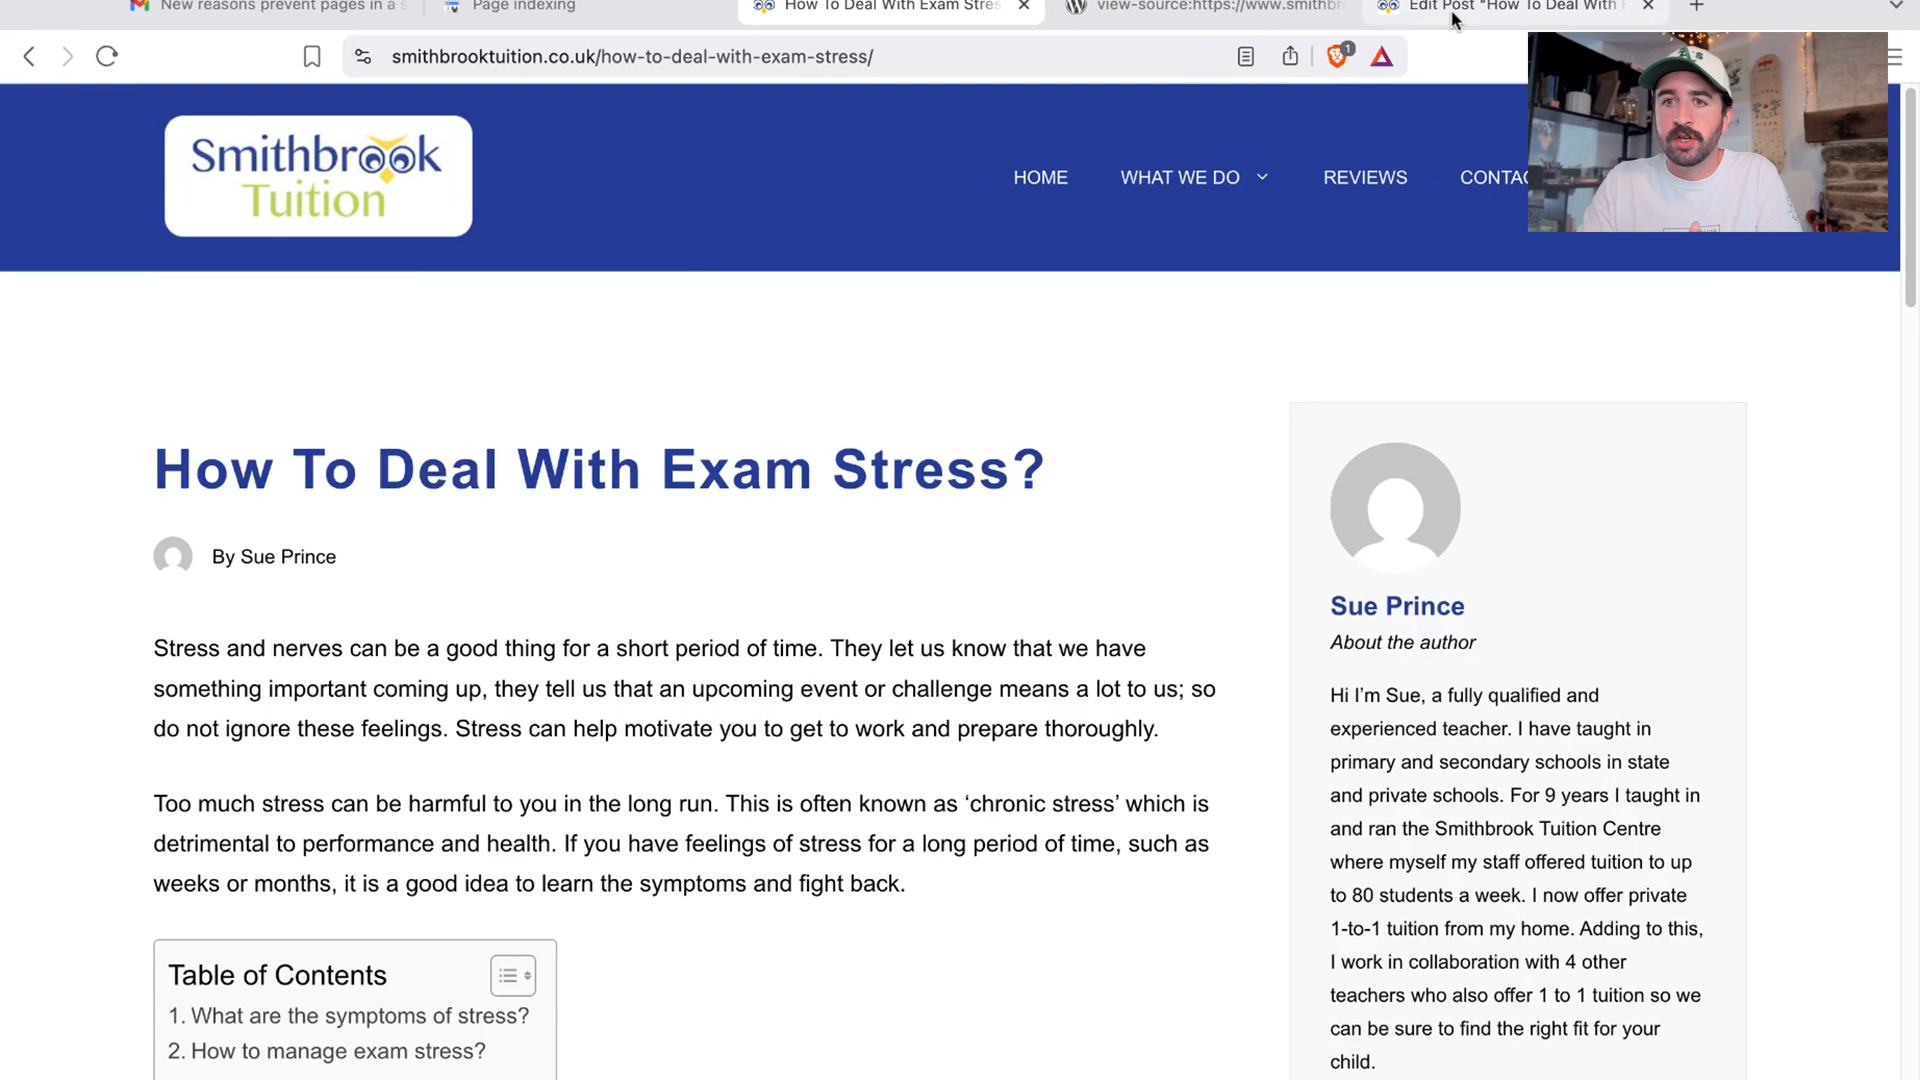 New reasons prevent pages in a s
Page indexing
How To Deal With Exam Stres
view-source:https://www.smithbr
Edit Post "How To Deal With E
smithbrooktuition.co.uk/how-to-deal-with-exam-stress/
1
Smithbrook
Tuition
HOME
WHAT WE DO
REVIEWS
CONTAC
A's
How To Deal With Exam Stress?
By Sue Prince
Stress and nerves can be a good thing for a short period of time. They let us know that we have
something important coming up, they tell us that an upcoming event or challenge means a lot to us; so
do not ignore these feelings. Stress can help motivate you to get to work and prepare thoroughly.
Too much stress can be harmful to you in the long run. This is often known as ‘chronic stress’ which is
detrimental to performance and health. If you have feelings of stress for a long period of time, such as
weeks or months, it is a good idea to learn the symptoms and fight back.
Table of Contents
1. What are the symptoms of stress?
2. How to manage exam stress?
Sue Prince
About the author
Hi I’m Sue, a fully qualified and
experienced teacher. I have taught in
primary and secondary schools in state
and private schools. For 9 years I taught in
and ran the Smithbrook Tuition Centre
where myself my staff offered tuition to up
to 80 students a week. I now offer private
1-to-1 tuition from my home. Adding to this,
I work in collaboration with 4 other
teachers who also offer 1 to 1 tuition so we
can be sure to find the right fit for your
child.